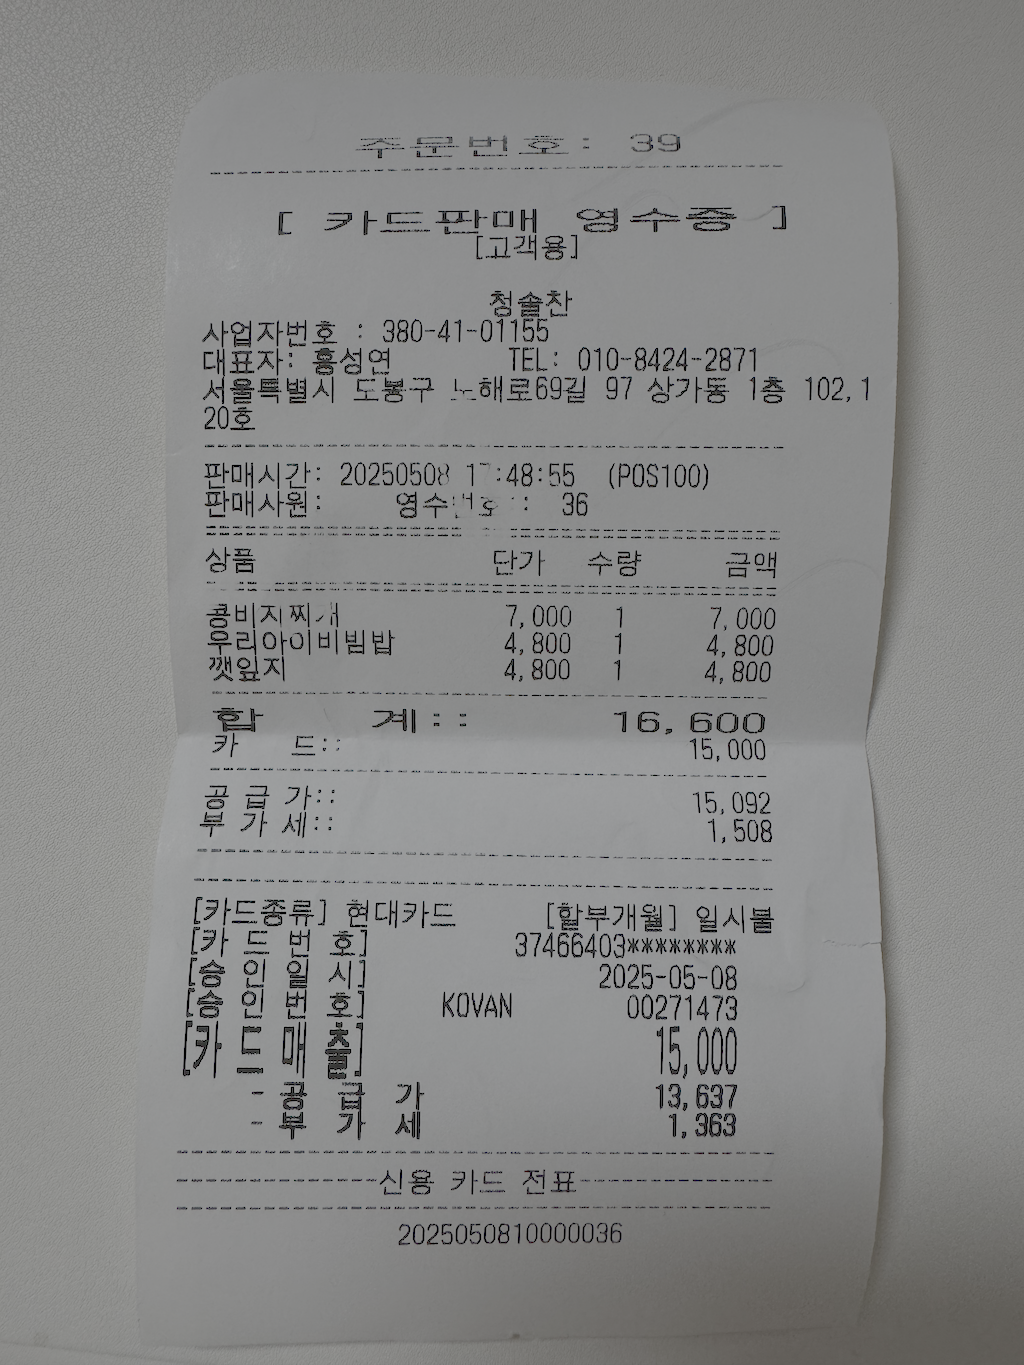 주문번호: 39
[ 카드판매 영수증 ]
[고객용]
청솔찬
사업자번호 : 380-41-01155
대표자: 홍성연 TEL: 010-8424-2871
서울특별시 도봉구 노해로69길 97 상가동 1층 102,1
20호
판매시간: 20250508 17:48:55 (POS100)
판매사원: 영수번호 : 36
상품 단가 수량 금액
콩비지찌개 7,000 1 7,000
우리아이비빔밥 4,800 1 4,800
깻잎지 4,800 1 4,800
합 계:: 16,600
카 드:: 15,000
공 급 가:: 15,092
부 가 세:: 1,508
[카드종류] 현대카드 [할부개월] 일시불
[카 드 번 호] 37466403********
[승 인 일 시] 2025-05-08
[승 인 번 호] KOVAN 00271473
[카 드 매 출] 15,000
- 공 급 가 13,637
- 부 가 세 1,363
----------신용 카드 전표----------
2025050810000036